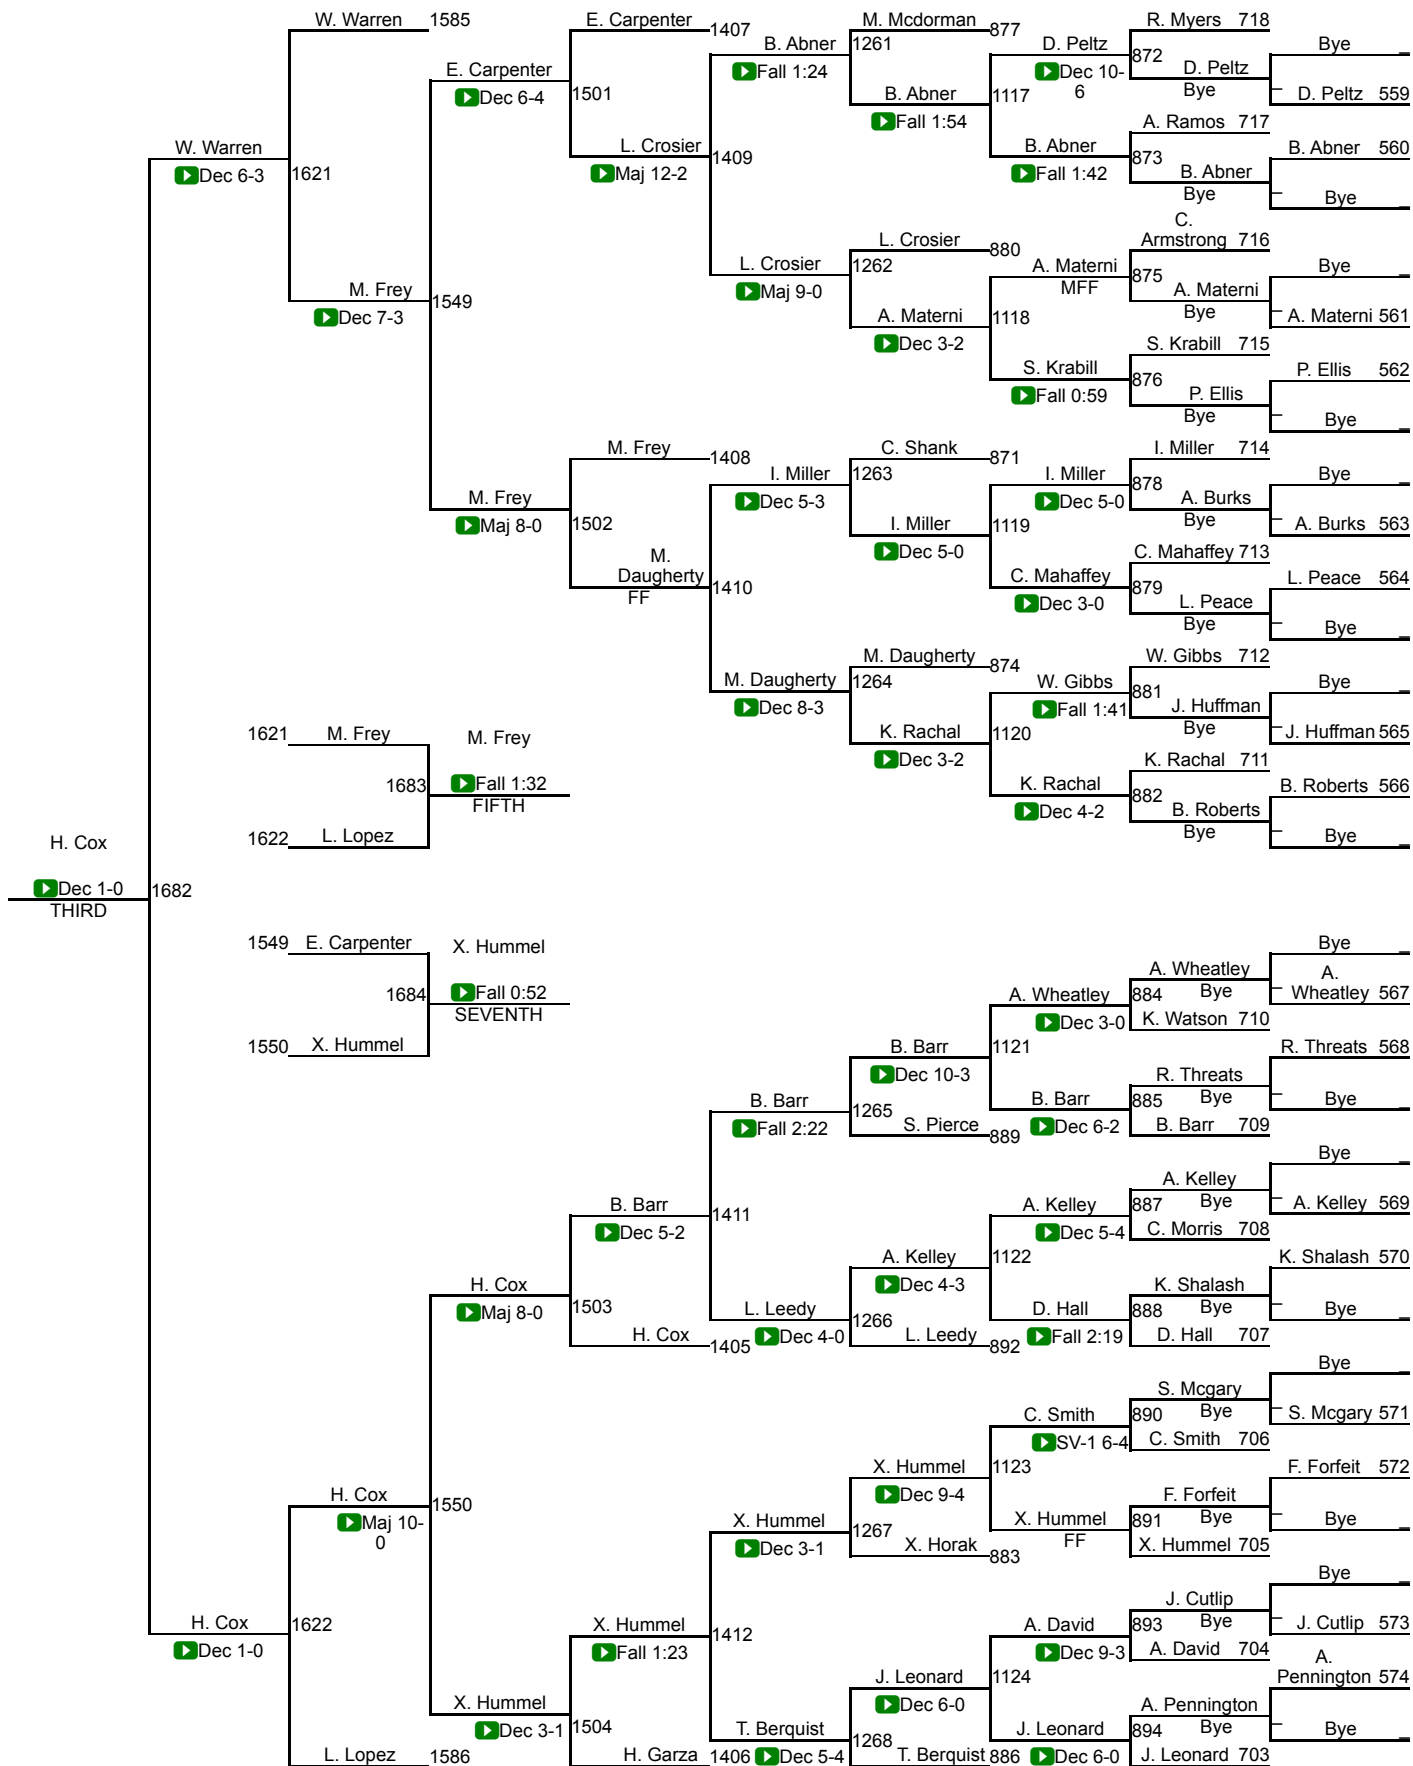 W. Warren 1585 E. Carpenter 1407 M. Mcdorman 877 R. Myers 718
B. Abner 1261 D. Peltz 872 Bye
E. Carpenter Fall 1:24 Dec 10-6 D. Peltz
Dec 6-4 1501 B. Abner 1117 Bye D. Peltz 559
Fall 1:54 A. Ramos 717
W. Warren L. Crosier 1409 B. Abner 873 B. Abner 560
Dec 6-3 1621 Maj 12-2 Fall 1:42 B. Abner
Bye Bye
C. Armstrong 716
L. Crosier 880
L. Crosier 1262 A. Materni 875 Bye
M. Frey 1549 Maj 9-0 MFF A. Materni
Dec 7-3 A. Materni 1118 Bye A. Materni 561
Dec 3-2 S. Krabill 715
S. Krabill 876 P. Ellis 562
Fall 0:59 P. Ellis
Bye Bye
M. Frey 1408 C. Shank 871 I. Miller 714
I. Miller 1263 I. Miller 878 Bye
M. Frey Dec 5-3 Dec 5-0 A. Burks
Maj 8-0 1502 I. Miller 1119 Bye A. Burks 563
Dec 5-0 C. Mahaffey 713
M. Daugherty 1410 C. Mahaffey 879 L. Peace 564
FF Dec 3-0 L. Peace
Bye Bye
M. Daugherty 874 W. Gibbs 712
M. Daugherty 1264 W. Gibbs 881 Bye
Dec 8-3 Fall 1:41 J. Huffman
1621 M. Frey M. Frey K. Rachal 1120 Bye J. Huffman 565
Dec 3-2 K. Rachal 711
1683 Fall 1:32 K. Rachal 882 B. Roberts 566
FIFTH Dec 4-2 B. Roberts
1622 L. Lopez Bye Bye
H. Cox
Dec 1-0 1682
THIRD
1549 E. Carpenter X. Hummel Bye
A. Wheatley
1684 Fall 0:52 A. Wheatley 884 Bye A. Wheatley 567
SEVENTH Dec 3-0 K. Watson 710
1550 X. Hummel B. Barr 1121 R. Threats 568
Dec 10-3 R. Threats
B. Barr 1265 B. Barr 885 Bye Bye
Fall 2:22 S. Pierce 889 Dec 6-2 B. Barr 709
Bye
A. Kelley
B. Barr 1411 A. Kelley 887 Bye A. Kelley 569
Dec 5-2 Dec 5-4 C. Morris 708
A. Kelley 1122 K. Shalash 570
H. Cox Dec 4-3 K. Shalash
Maj 8-0 1503 L. Leedy 1266 D. Hall 888 Bye Bye
H. Cox 1405 Dec 4-0 L. Leedy 892 Fall 2:19 D. Hall 707
Bye
S. Mcgary
C. Smith 890 Bye S. Mcgary 571
SV-1 6-4 C. Smith 706
X. Hummel 1123 F. Forfeit 572
H. Cox 1550 Dec 9-4 F. Forfeit
Maj 10-0 X. Hummel 1267 X. Hummel 891 Bye Bye
Dec 3-1 X. Horak 883 FF X. Hummel 705
Bye
J. Cutlip
H. Cox 1622 X. Hummel 1412 A. David 893 Bye J. Cutlip 573
Dec 1-0 Fall 1:23 Dec 9-3 A. David 704
J. Leonard 1124 A. Pennington 574
X. Hummel Dec 6-0 A. Pennington
Dec 3-1 1504 T. Berquist 1268 J. Leonard 894 Bye Bye
L. Lopez 1586 H. Garza 1406 Dec 5-4 T. Berquist 886 Dec 6-0 J. Leonard 703